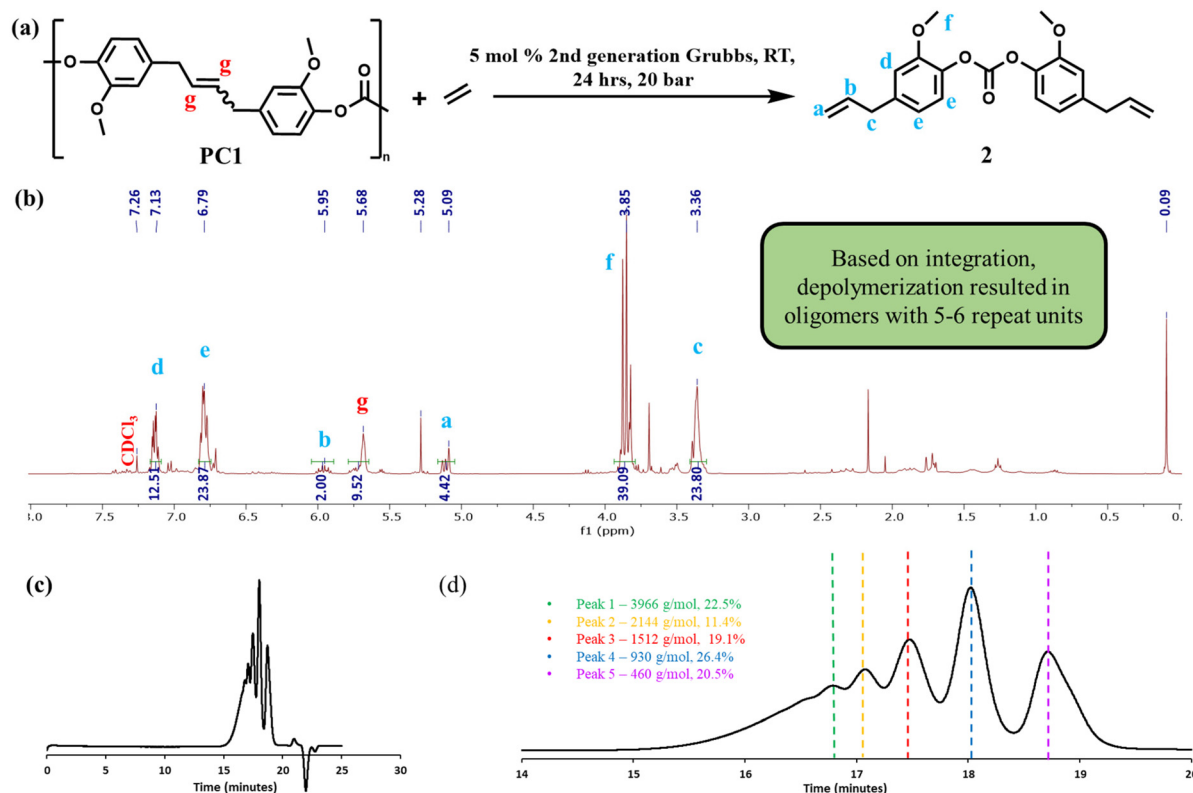 (a)
O
O
O
O
O
g
g
n
PC1
+
5 mol % 2nd generation Grubbs, RT,
24 hrs, 20 bar
f
O
O
O
O
O
d
e
e
b
a
c
2
(b)
7.26
7.13
6.79
5.95
5.68
5.28
5.09
3.85
3.36
0.09
Based on integration,
depolymerization resulted in
oligomers with 5-6 repeat units
CDCl3
d
e
b
g
a
f
c
12.51
23.87
2.00
9.52
4.42
39.09
23.80
8.0 7.5 7.0 6.5 6.0 5.5 5.0 4.5 4.0 3.5 3.0 2.5 2.0 1.5 1.0 0.5 0.
f1 (ppm)
(c)
0 10 15 20 25 30
Time (minutes)
(d)
Peak 1 – 3966 g/mol, 22.5%
Peak 2 – 2144 g/mol, 11.4%
Peak 3 – 1512 g/mol, 19.1%
Peak 4 – 930 g/mol, 26.4%
Peak 5 – 460 g/mol, 20.5%
14 15 16 17 18 19 20
Time (minutes)